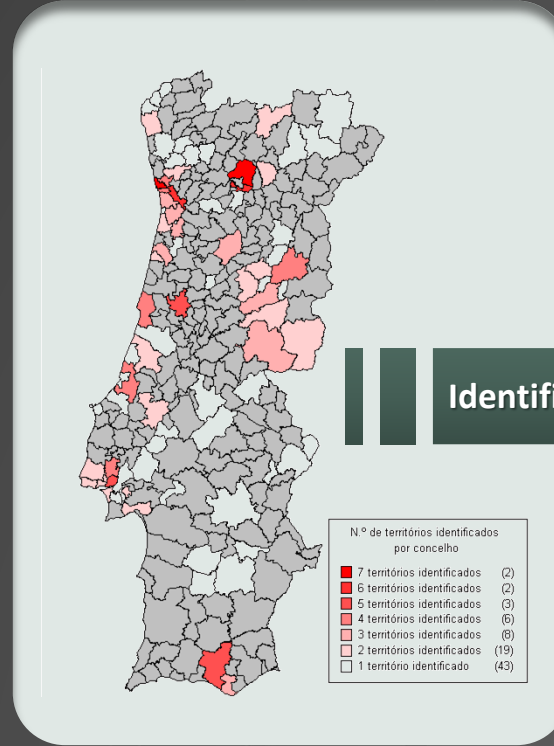 Identifi
N.º de territórios identificados
por concelho
7 territórios identificados (2)
6 territórios identificados (2)
5 territórios identificados (3)
4 territórios identificados (6)
3 territórios identificados (8)
2 territórios identificados (19)
1 território identificado (43)